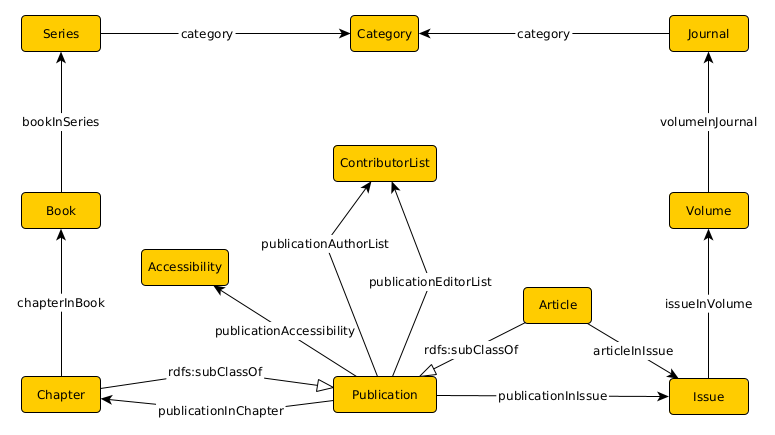 Series
category
Category
category
Journal
bookInSeries
volumeInJournal
ContributorList
Book
Volume
publicationAuthorList
Accessibility
publicationEditorList
chapterInBook
Article
issueInVolume
publicationAccessibility
rdfs:subClassOf
articleInIssue
rdfs:subClassOf
Chapter
Publication
publicationInIssue
Issue
publicationInChapter